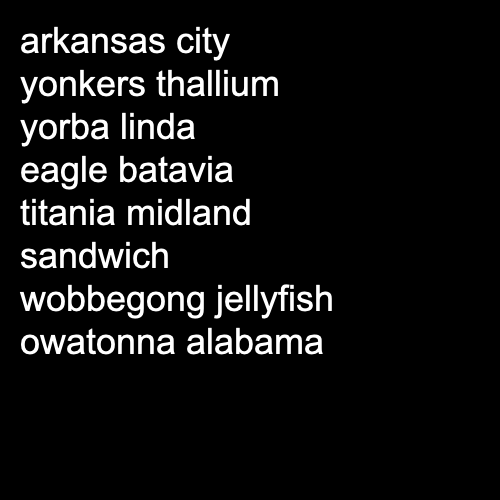 arkansas city
yonkers thallium
yorba linda
eagle batavia
titania midland
sandwich
wobbegong jellyfish
owatonna alabama